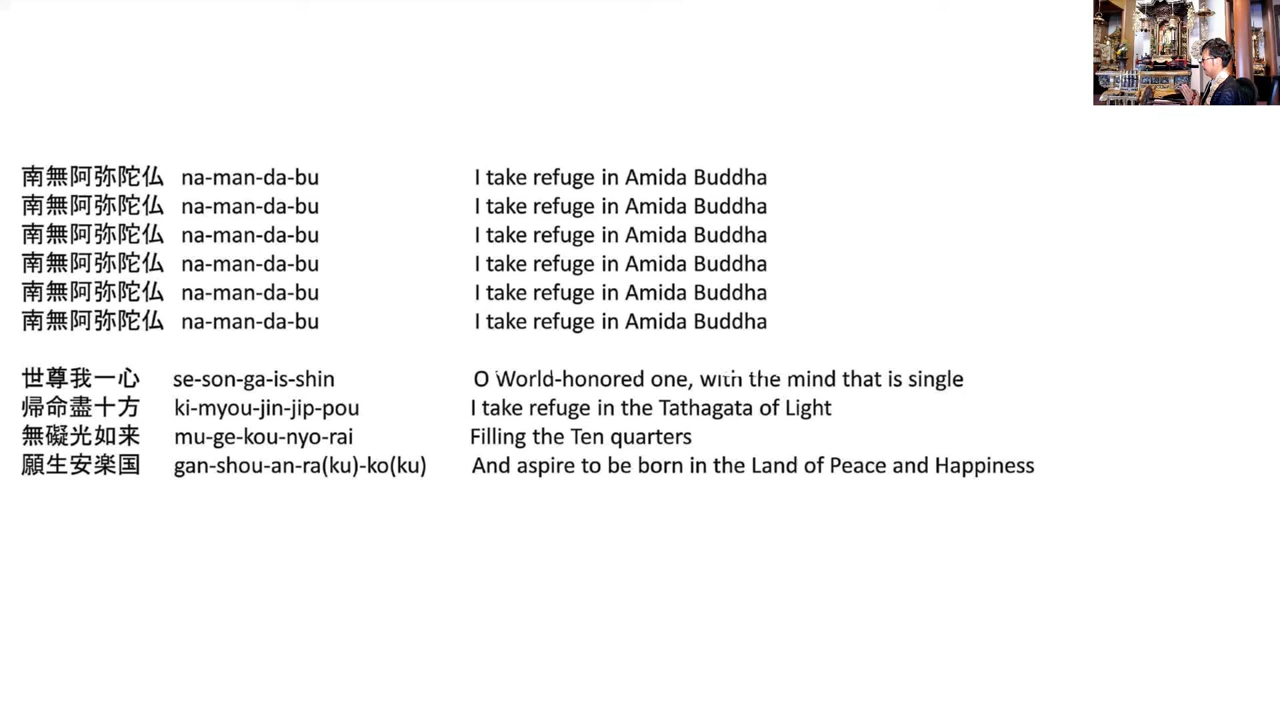 南無阿弥陀仏 na-man-da-bu I take refuge in Amida Buddha
南無阿弥陀仏 na-man-da-bu I take refuge in Amida Buddha
南無阿弥陀仏 na-man-da-bu I take refuge in Amida Buddha
南無阿弥陀仏 na-man-da-bu I take refuge in Amida Buddha
南無阿弥陀仏 na-man-da-bu I take refuge in Amida Buddha
南無阿弥陀仏 na-man-da-bu I take refuge in Amida Buddha
世尊我一心 se-son-ga-is-shin O World-honored one, with the mind that is single
帰命盡十方 ki-myou-jin-jip-pou I take refuge in the Tathagata of Light
無礙光如来 mu-ge-kou-nyo-rai Filling the Ten quarters
願生安楽国 gan-shou-an-ra(ku)-ko(ku) And aspire to be born in the Land of Peace and Happiness